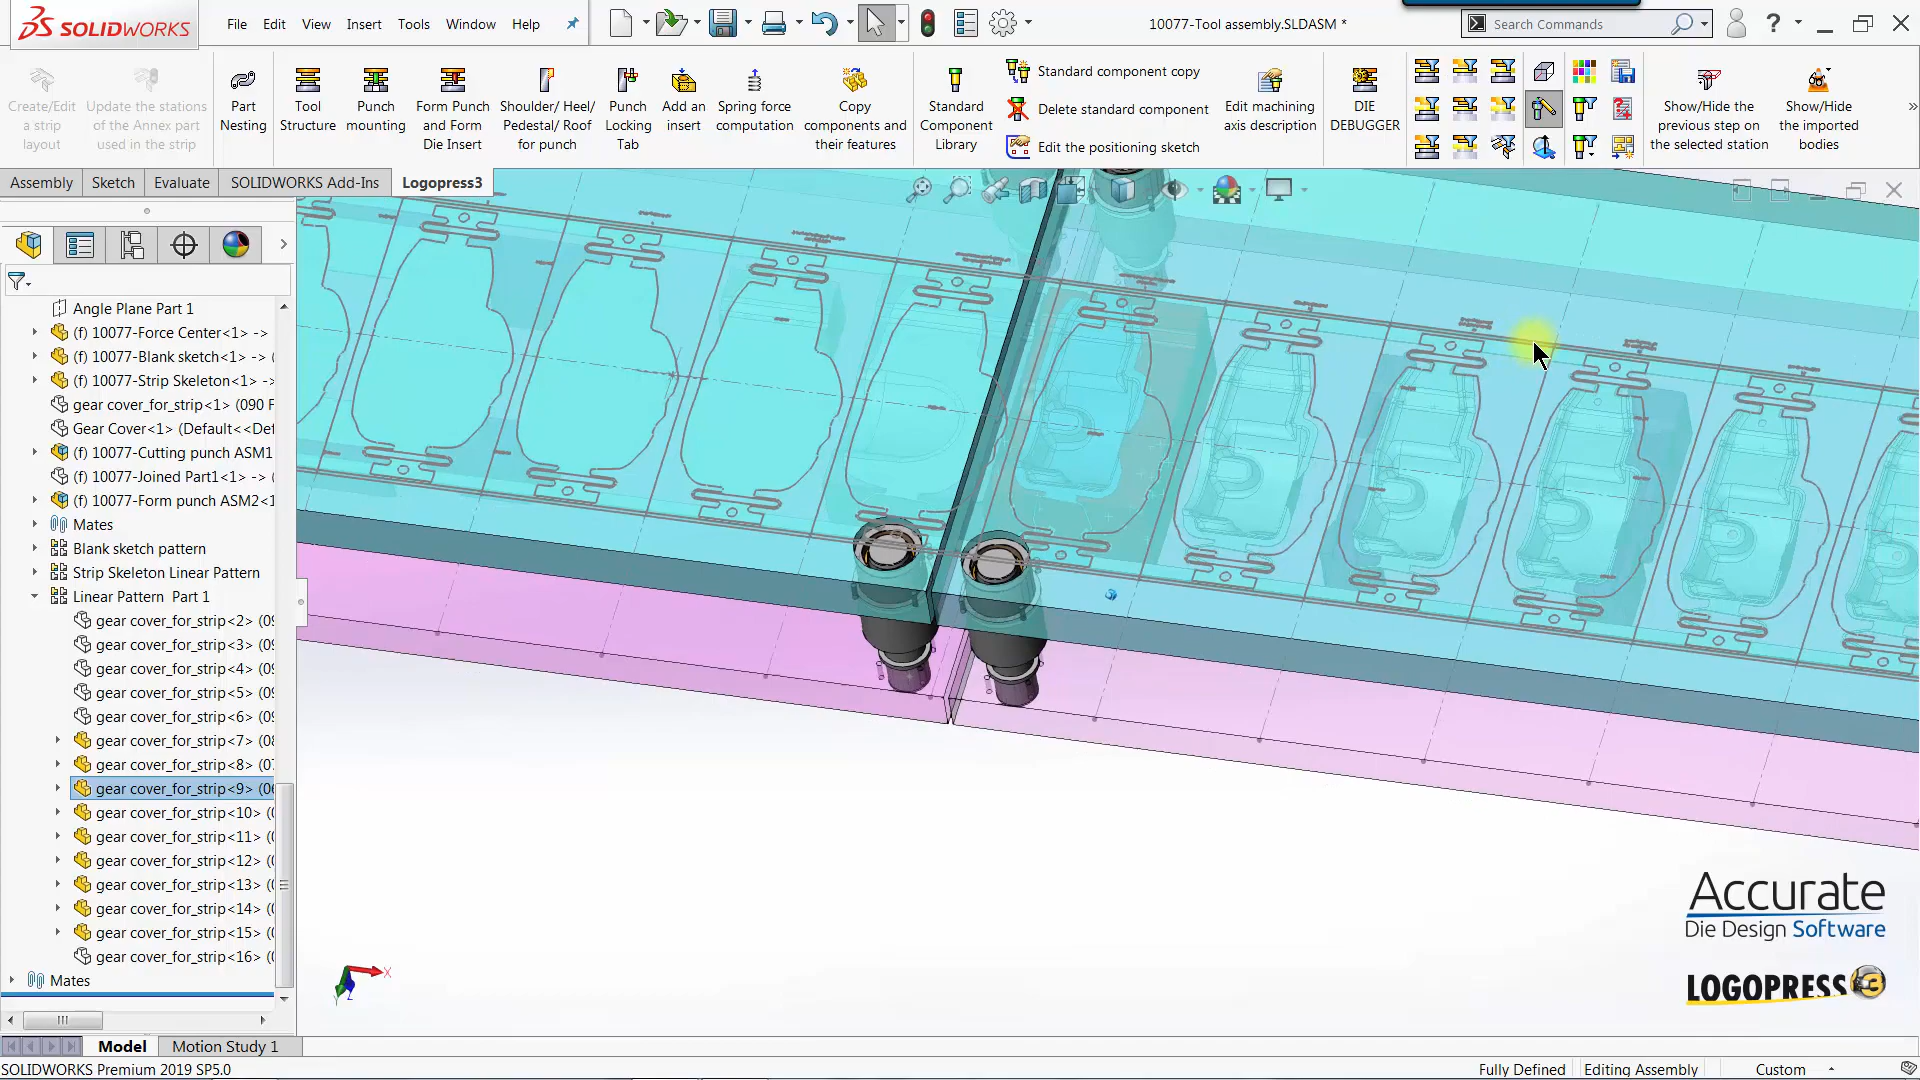 SOLIDWORKS
File Edit View Insert Tools Window Help
10077-Tool assembly.SLDASM *
Search Commands
Create/Edit a strip layout
Update the stations of the Annex part used in the strip
Part Nesting
Tool Structure
Punch mounting
Form Punch and Form Die Insert
Shoulder/ Heel/ Pedestal/ Roof for punch
Punch Locking Tab
Add an insert
Spring force computation
Copy components and their features
Standard Component Library
Standard component copy
Delete standard component
Edit the positioning sketch
Edit machining axis description
DIE DEBUGGER
Show/Hide the previous step on the selected station
Show/Hide the imported bodies
Assembly Sketch Evaluate SOLIDWORKS Add-Ins Logopress3
Angle Plane Part 1
(f) 10077-Force Center<1> ->
(f) 10077-Blank sketch<1> -> (
(f) 10077-Strip Skeleton<1> ->
gear cover_for_strip<1> (090 F
Gear Cover<1> (Default<<Def
(f) 10077-Cutting punch ASM1
(f) 10077-Joined Part1<1> -> (
(f) 10077-Form punch ASM2<1
Mates
Blank sketch pattern
Strip Skeleton Linear Pattern
Linear Pattern Part 1
gear cover_for_strip<2> (09
gear cover_for_strip<3> (09
gear cover_for_strip<4> (09
gear cover_for_strip<5> (09
gear cover_for_strip<6> (09
gear cover_for_strip<7> (08
gear cover_for_strip<8> (07
gear cover_for_strip<9> (06
gear cover_for_strip<10> (
gear cover_for_strip<11> (
gear cover_for_strip<12> (
gear cover_for_strip<13> (
gear cover_for_strip<14> (
gear cover_for_strip<15> (
gear cover_for_strip<16> (
Mates
X
Z
Accurate
Die Design Software
LOGOPRESS 3
Model Motion Study 1
SOLIDWORKS Premium 2019 SP5.0
Fully Defined Editing Assembly Custom